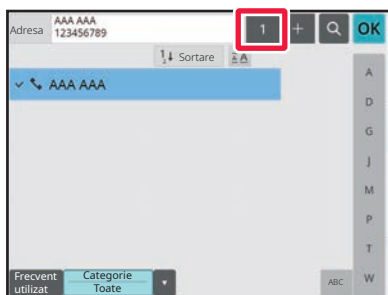 Adresa
AAA AAA
123456789
1
+
OK
Sortare
AAA AAA
A
D
G
J
M
P
T
W
Frecvent
utilizat
Categorie
Toate
ABC